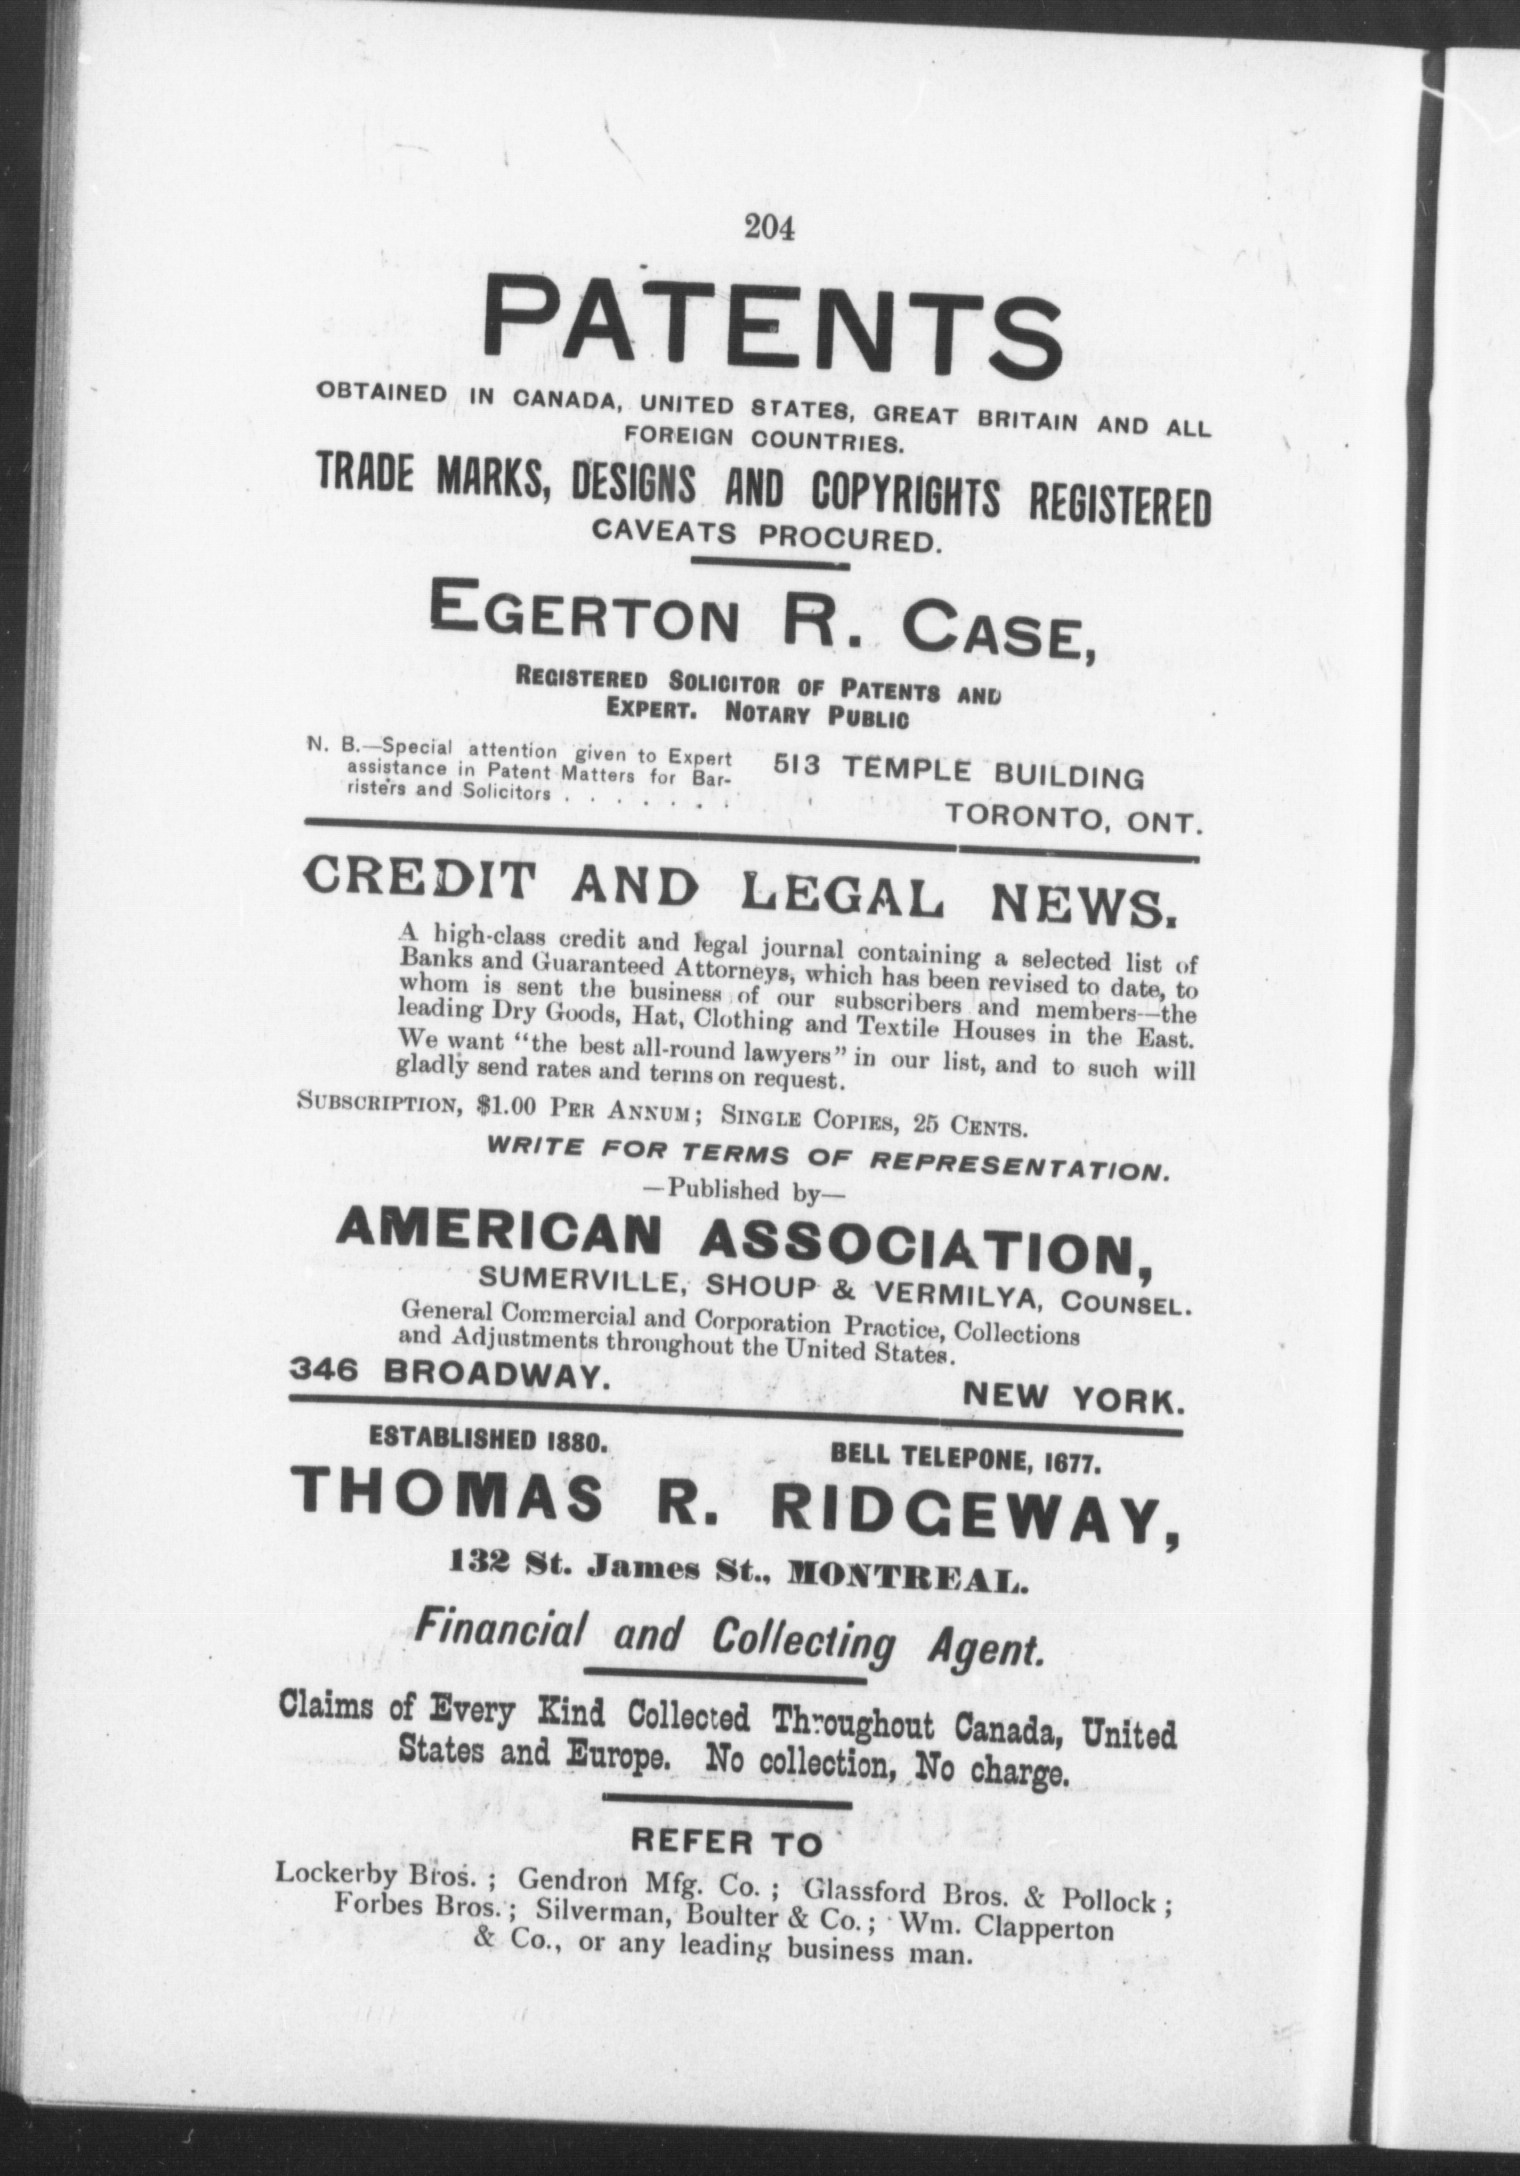 204
PATENTS
OBTAINED IN CANADA, UNITED STATES, GREAT BRITAIN AND ALL
FOREIGN COUNTRIES.
TRADE MARKS, DESIGNS AND COPYRIGHTS REGISTERED
CAVEATS PROCURED.
EGERTON R. CASE,
REGISTERED SOLICITOR OF PATENTS AND
EXPERT. NOTARY PUBLIC
N. B.—Special attention given to Expert
assistance in Patent Matters for Bar-
risters and Solicitors . . . . . . .
513 TEMPLE BUILDING
TORONTO, ONT.
CREDIT AND LEGAL NEWS.
A high-class credit and legal journal containing a selected list of
Banks and Guaranteed Attorneys, which has been revised to date, to
whom is sent the business of our subscribers and members—the
leading Dry Goods, Hat, Clothing and Textile Houses in the East.
We want "the best all-round lawyers" in our list, and to such will
gladly send rates and terms on request.
SUBSCRIPTION, $1.00 PER ANNUM; SINGLE COPIES, 25 CENTS.
WRITE FOR TERMS OF REPRESENTATION.
—Published by—
AMERICAN ASSOCIATION,
SUMERVILLE, SHOUP & VERMILYA, COUNSEL.
General Commercial and Corporation Practice, Collections
and Adjustments throughout the United States.
346 BROADWAY. NEW YORK.
ESTABLISHED 1880. BELL TELEPONE, 1677.
THOMAS R. RIDGEWAY,
132 St. James St., MONTREAL.
Financial and Collecting Agent.
Claims of Every Kind Collected Throughout Canada, United
States and Europe. No collection, No charge.
REFER TO
Lockerby Bros. ; Gendron Mfg. Co. ; Glassford Bros. & Pollock ;
Forbes Bros. ; Silverman, Boulter & Co. ; Wm. Clapperton
& Co., or any leading business man.